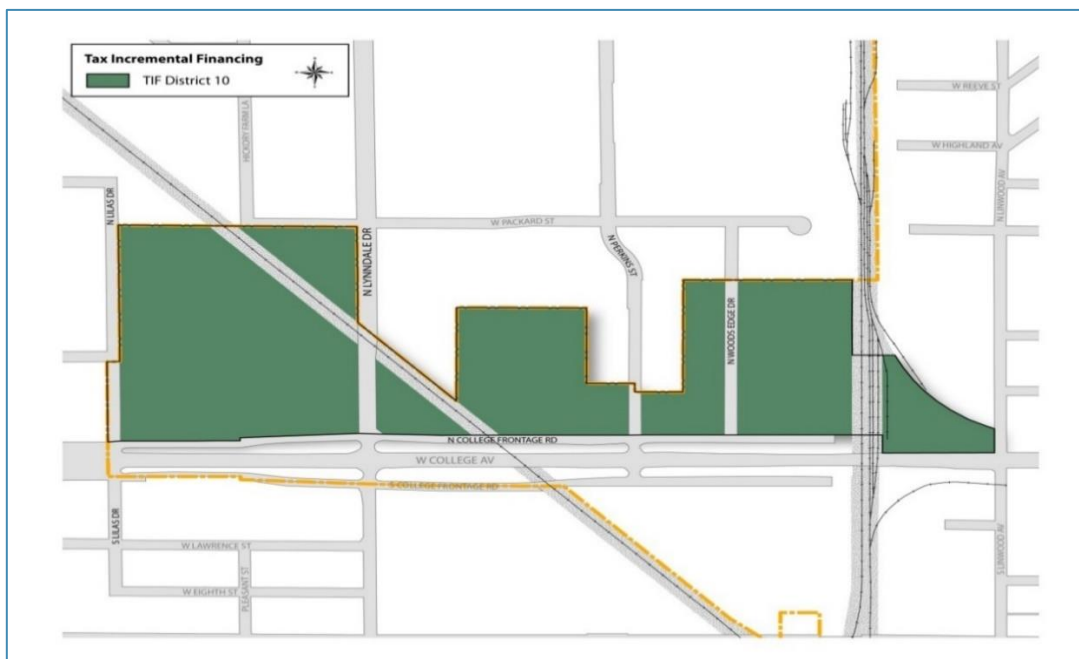 Tax Incremental Financing
TIF District 10
HICKORY FARM LA
W REEVE ST
W HIGHLAND AV
N LINWOOD AV
N LILAS DR
W PACKARD ST
N LYNNDALE DR
N PERKINS ST
N WOODS EDGE DR
N COLLEGE FRONTAGE RD
W COLLEGE AV
S COLLEGE FRONTAGE RD
S LILAS DR
W LAWRENCE ST
PLEASANT ST
W EIGHTH ST
S LINWOOD AV